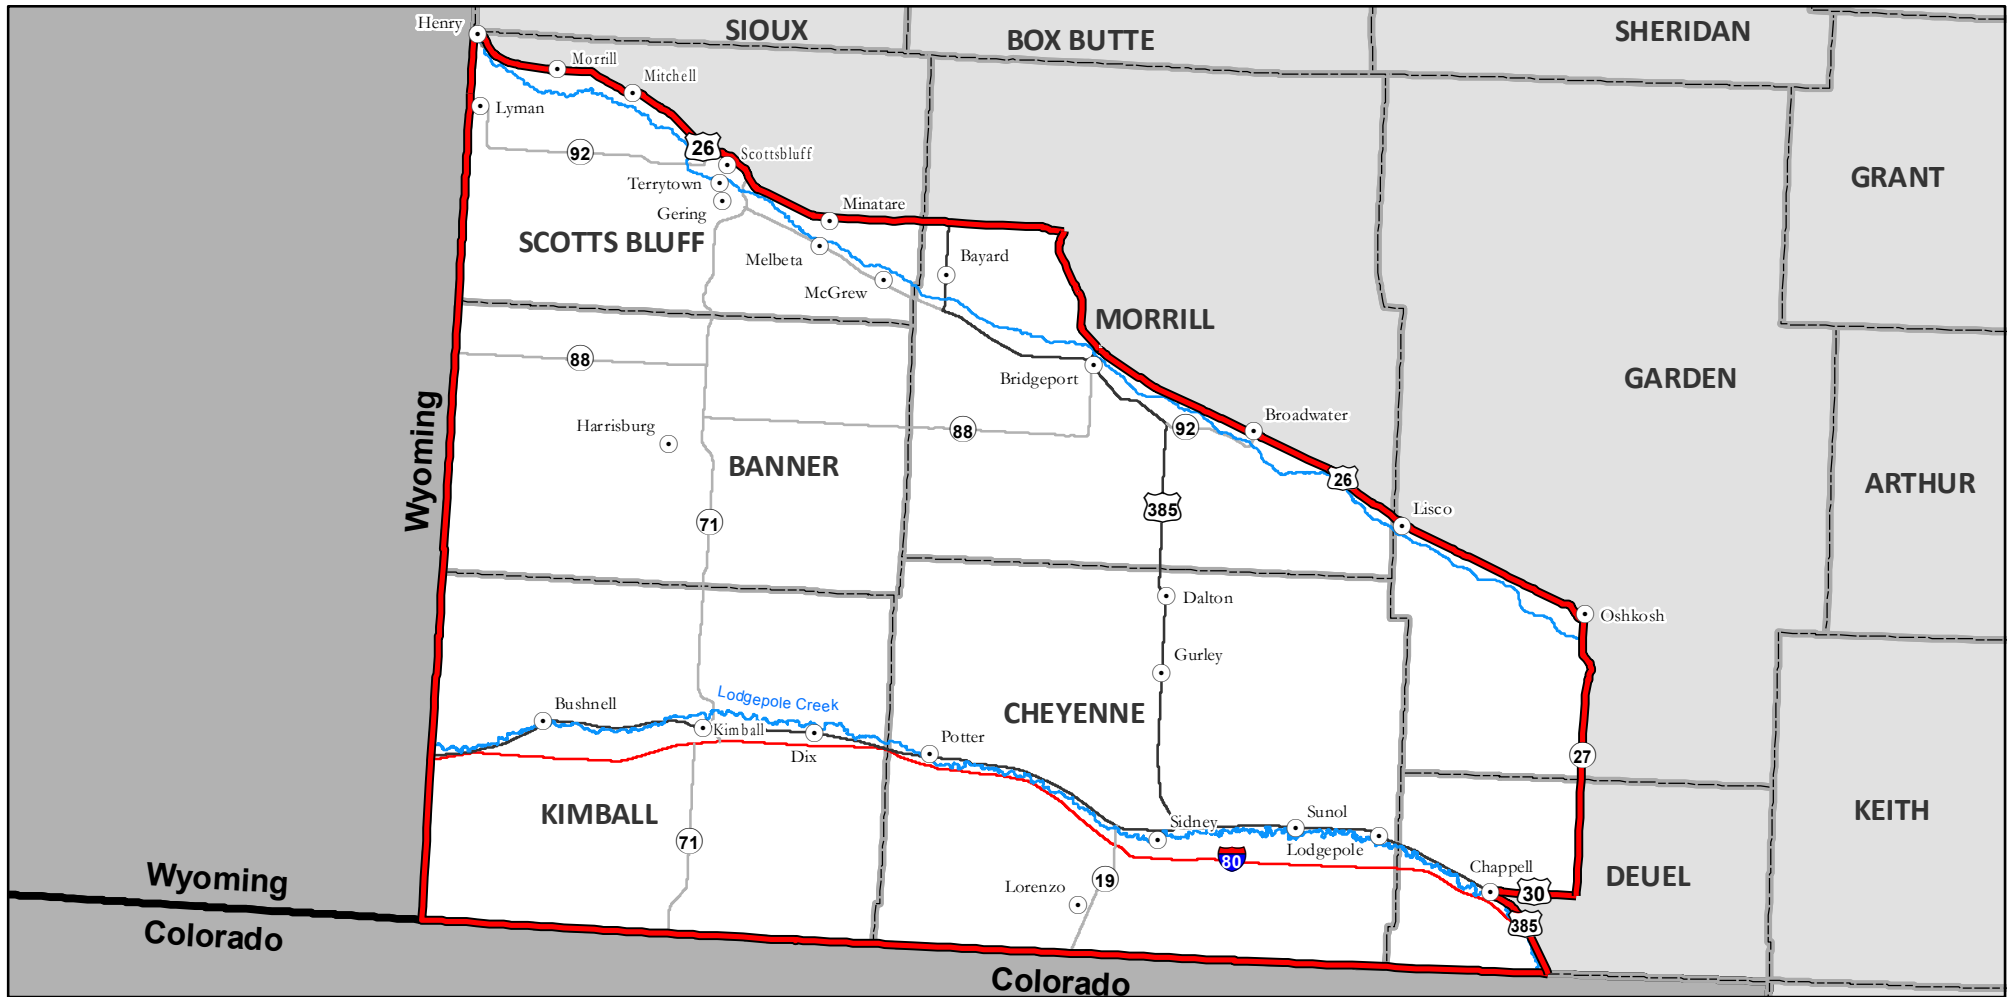 Henry
SIOUX
BOX BUTTE
SHERIDAN
Morrill
Mitchell
Lyman
92
26
Scottsbluff
GRANT
Terrytown
Gering
Minatare
SCOTTS BLUFF
Melbeta
Bayard
McGrew
MORRILL
88
Bridgeport
GARDEN
Wyoming
Harrisburg
88
92
Broadwater
BANNER
26
ARTHUR
71
385
Lisco
Dalton
Oshkosh
Gurley
Bushnell
Lodgepole Creek
CHEYENNE
Kimball
Dix
Potter
27
KIMBALL
Sidney
Sunol
KEITH
71
80
Lodgepole
Chappell
Wyoming
Lorenzo
19
30
DEUEL
385
Colorado
Colorado